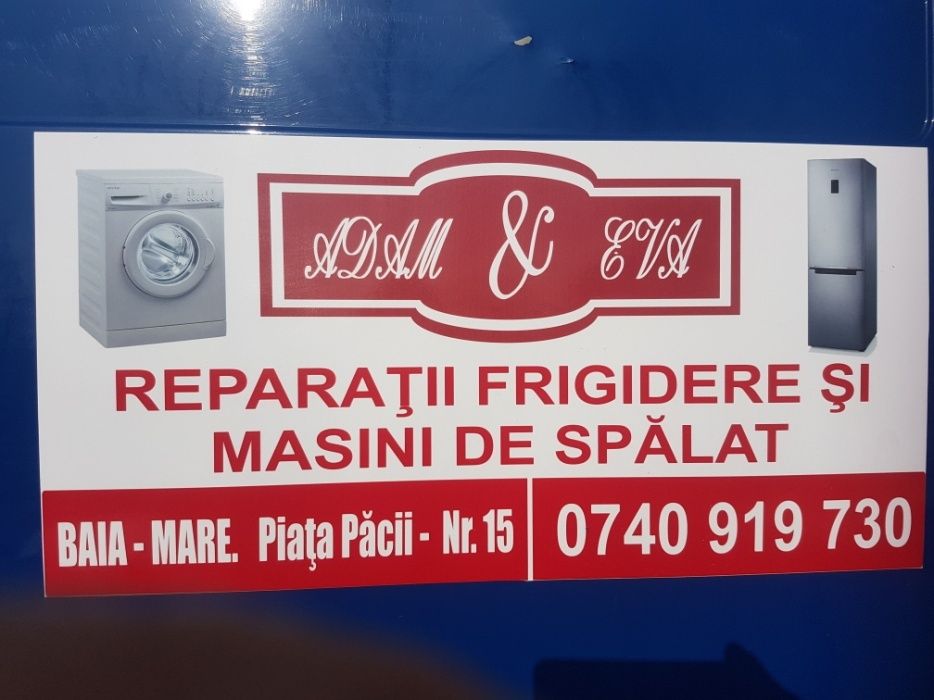 ADAM & EVA
REPARAŢII FRIGIDERE ŞI
MASINI DE SPĂLAT
BAIA - MARE. Piaţa Păcii - Nr. 15
0740 919 730